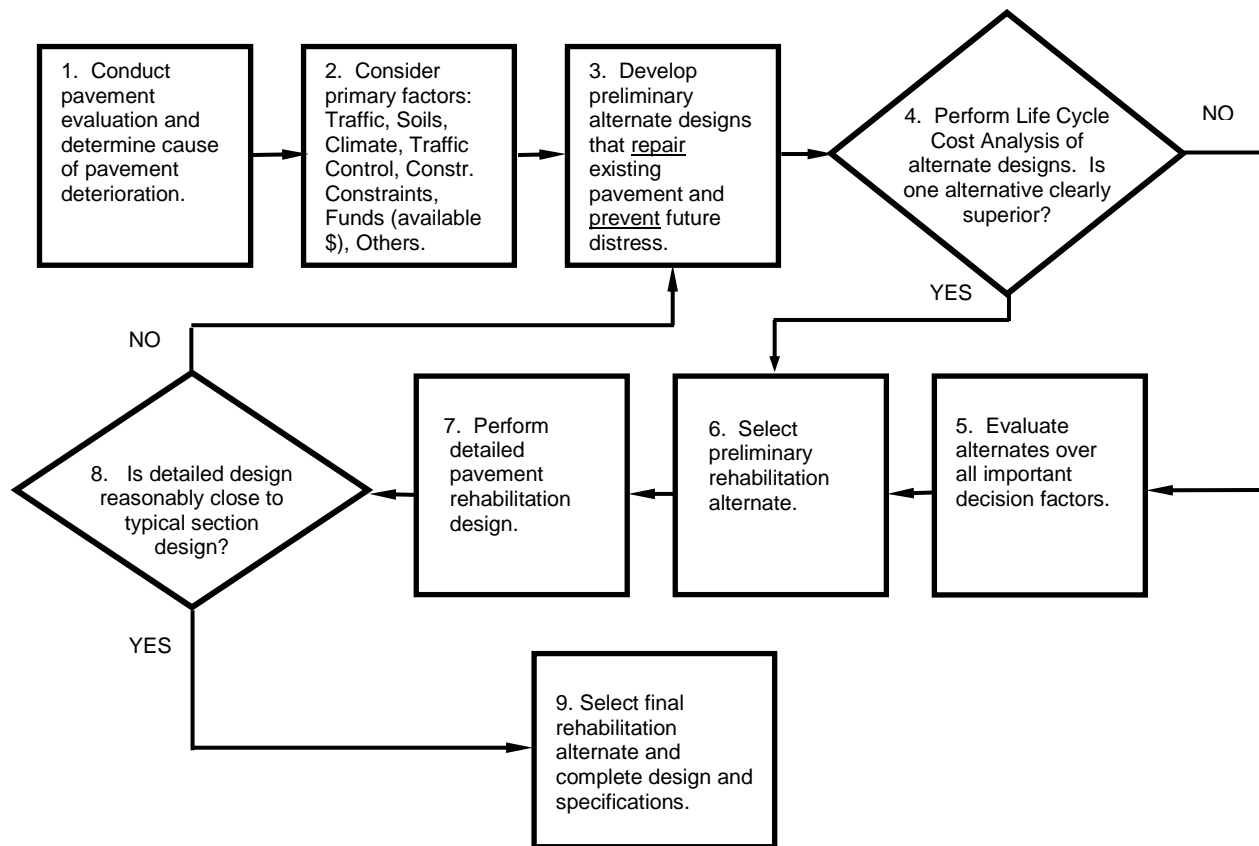 1. Conduct
pavement
evaluation and
determine cause
of pavement
deterioration.
2. Consider
primary factors:
Traffic, Soils,
Climate, Traffic
Control, Constr.
Constraints,
Funds (available
$), Others.
3. Develop
preliminary
alternate designs
that repair
existing
pavement and
prevent future
distress.
4. Perform Life Cycle
Cost Analysis of
alternate designs. Is
one alternative clearly
superior?
NO
YES
NO
8. Is detailed design
reasonably close to
typical section
design?
7. Perform
detailed
pavement
rehabilitation
design.
6. Select
preliminary
rehabilitation
alternate.
5. Evaluate
alternates over
all important
decision factors.
YES
9. Select final
rehabilitation
alternate and
complete design and
specifications.